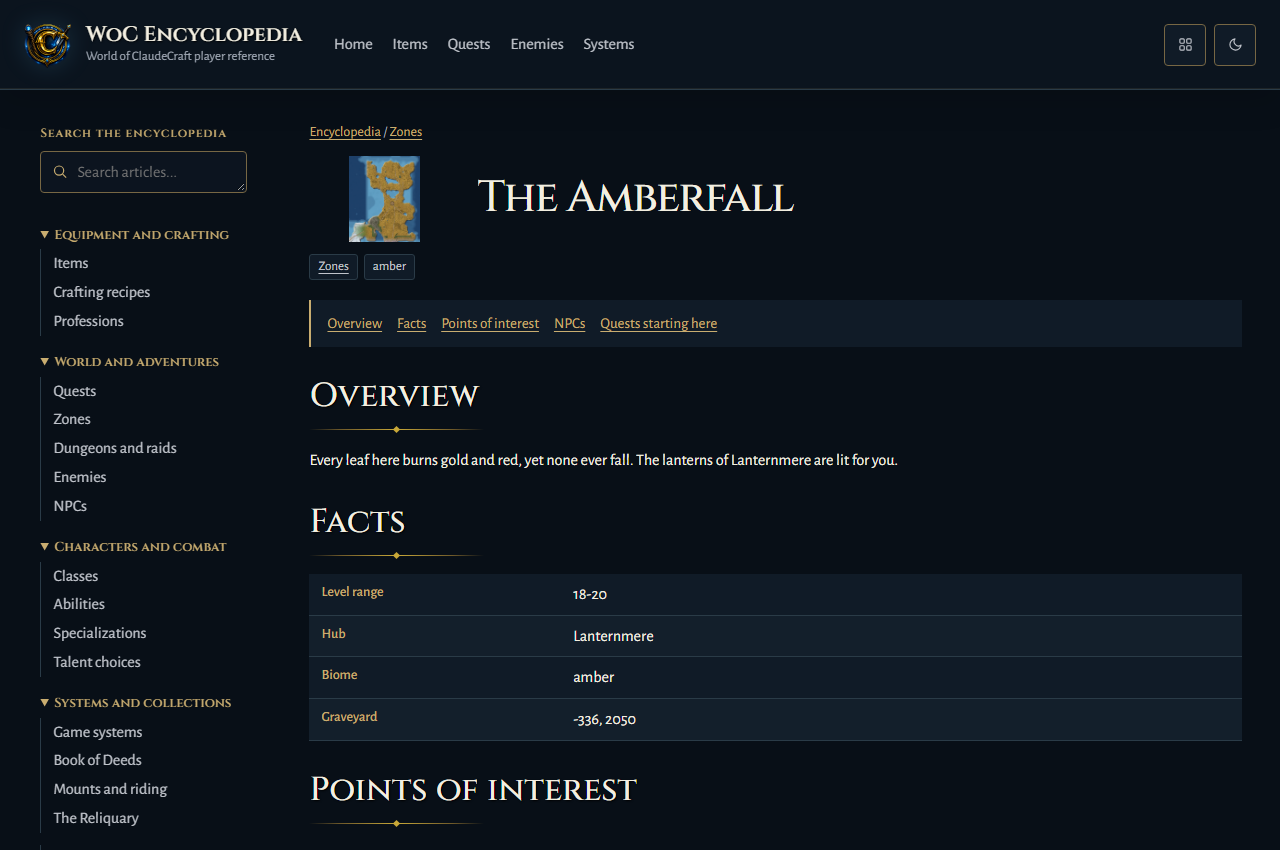 WoC Encyclopedia
World of ClaudeCraft player reference
Home Items Quests Enemies Systems
Search the encyclopedia
Search articles...
Equipment and crafting
Items
Crafting recipes
Professions
World and adventures
Quests
Zones
Dungeons and raids
Enemies
NPCs
Characters and combat
Classes
Abilities
Specializations
Talent choices
Systems and collections
Game systems
Book of Deeds
Mounts and riding
The Reliquary
Encyclopedia / Zones
The Amberfall
Zones amber
Overview Facts Points of interest NPCs Quests starting here
Overview
Every leaf here burns gold and red, yet none ever fall. The lanterns of Lanternmere are lit for you.
Facts
Level range 18-20
Hub Lanternmere
Biome amber
Graveyard -336, 2050
Points of interest